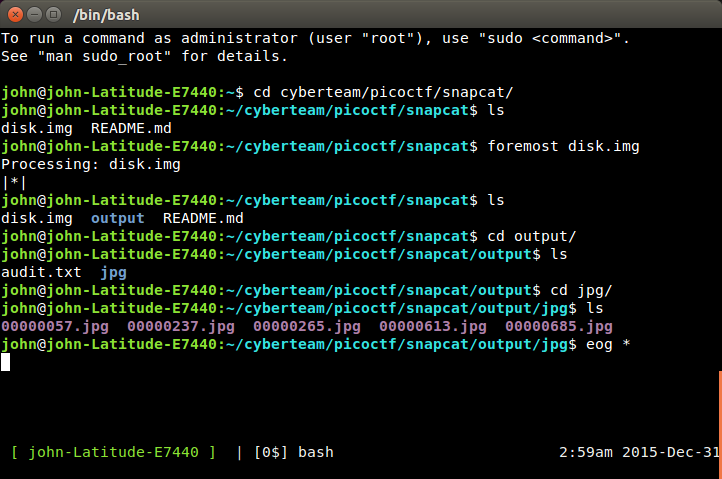 /bin/bash
To run a command as administrator (user "root"), use "sudo <command>".
See "man sudo_root" for details.
john@john-Latitude-E7440:~$ cd cyberteam/picoctf/snapcat/
john@john-Latitude-E7440:~/cyberteam/picoctf/snapcat$ ls
disk.img  README.md
john@john-Latitude-E7440:~/cyberteam/picoctf/snapcat$ foremost disk.img
Processing: disk.img
|*|
john@john-Latitude-E7440:~/cyberteam/picoctf/snapcat$ ls
disk.img  output  README.md
john@john-Latitude-E7440:~/cyberteam/picoctf/snapcat$ cd output/
john@john-Latitude-E7440:~/cyberteam/picoctf/snapcat/output$ ls
audit.txt  jpg
john@john-Latitude-E7440:~/cyberteam/picoctf/snapcat/output$ cd jpg/
john@john-Latitude-E7440:~/cyberteam/picoctf/snapcat/output/jpg$ ls
00000057.jpg  00000237.jpg  00000265.jpg  00000613.jpg  00000685.jpg
john@john-Latitude-E7440:~/cyberteam/picoctf/snapcat/output/jpg$ eog *
[ john-Latitude-E7440 ]  | [0$] bash  2:59am 2015-Dec-31